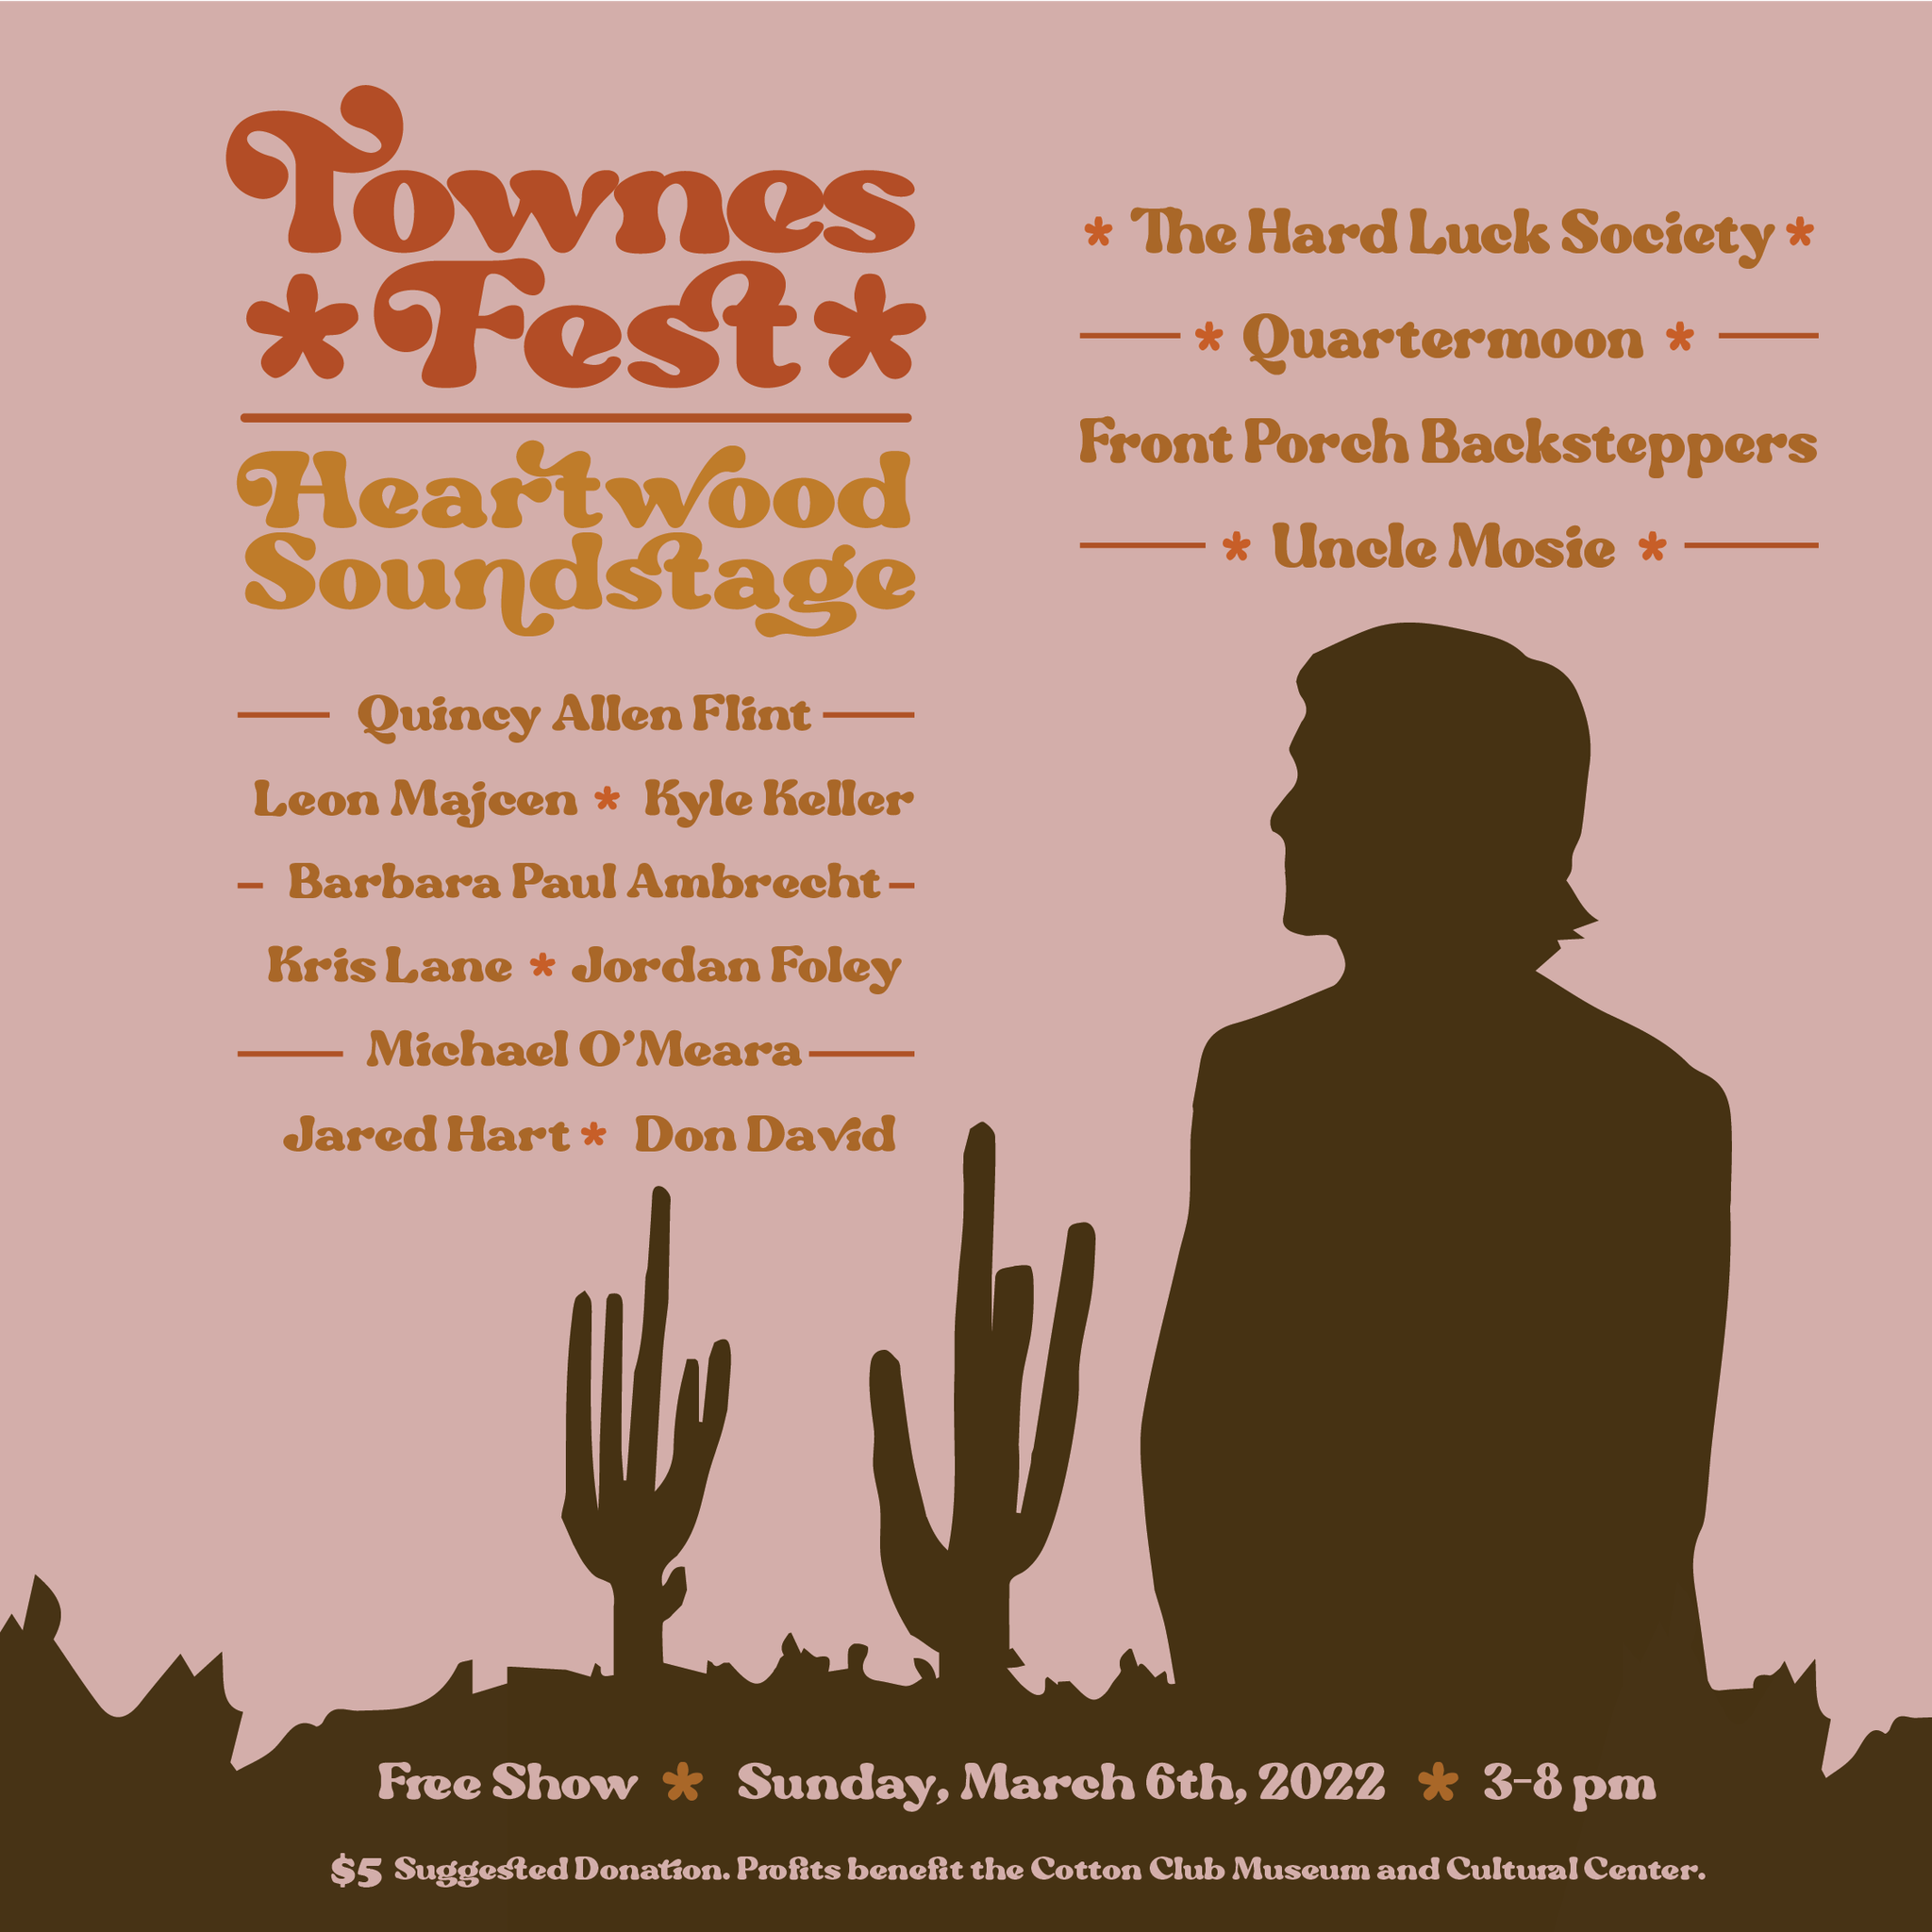 Townes
* Fest *
Heartwood
Soundstage
Quincy Allen Flint
Leon Majcen * Kyle Keller
Barbara Paul Ambrecht
Kris Lane * Jordan Foley
Michael O’Meara
Jared Hart * Don David
* The Hard Luck Society *
* Quartermoon *
Front Porch Backsteppers
* Uncle Mosie *
Free Show * Sunday, March 6th, 2022 * 3-8 pm
$5 Suggested Donation. Profits benefit the Cotton Club Museum and Cultural Center.